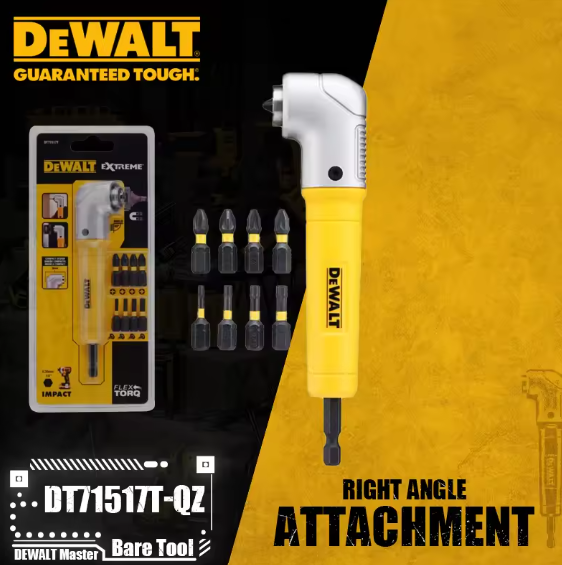 DEWALT®
GUARANTEED TOUGH.®
DEWALT EXTREME
IMPACT
FLEX
TORQ
DEWALT
DT71517T-QZ
DEWALT Master
Bare Tool
RIGHT ANGLE
ATTACHMENT